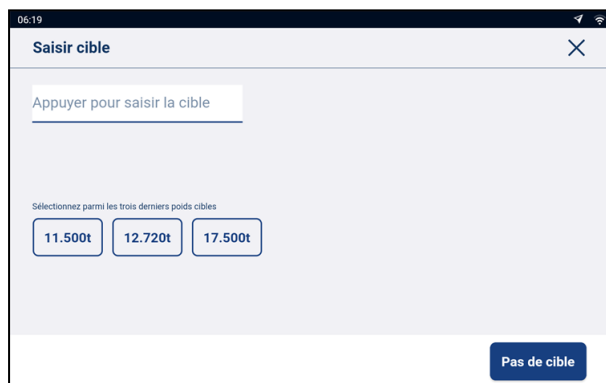 06:19
Saisir cible
Appuyer pour saisir la cible
Sélectionnez parmi les trois derniers poids cibles
11.500t 12.720t 17.500t
Pas de cible